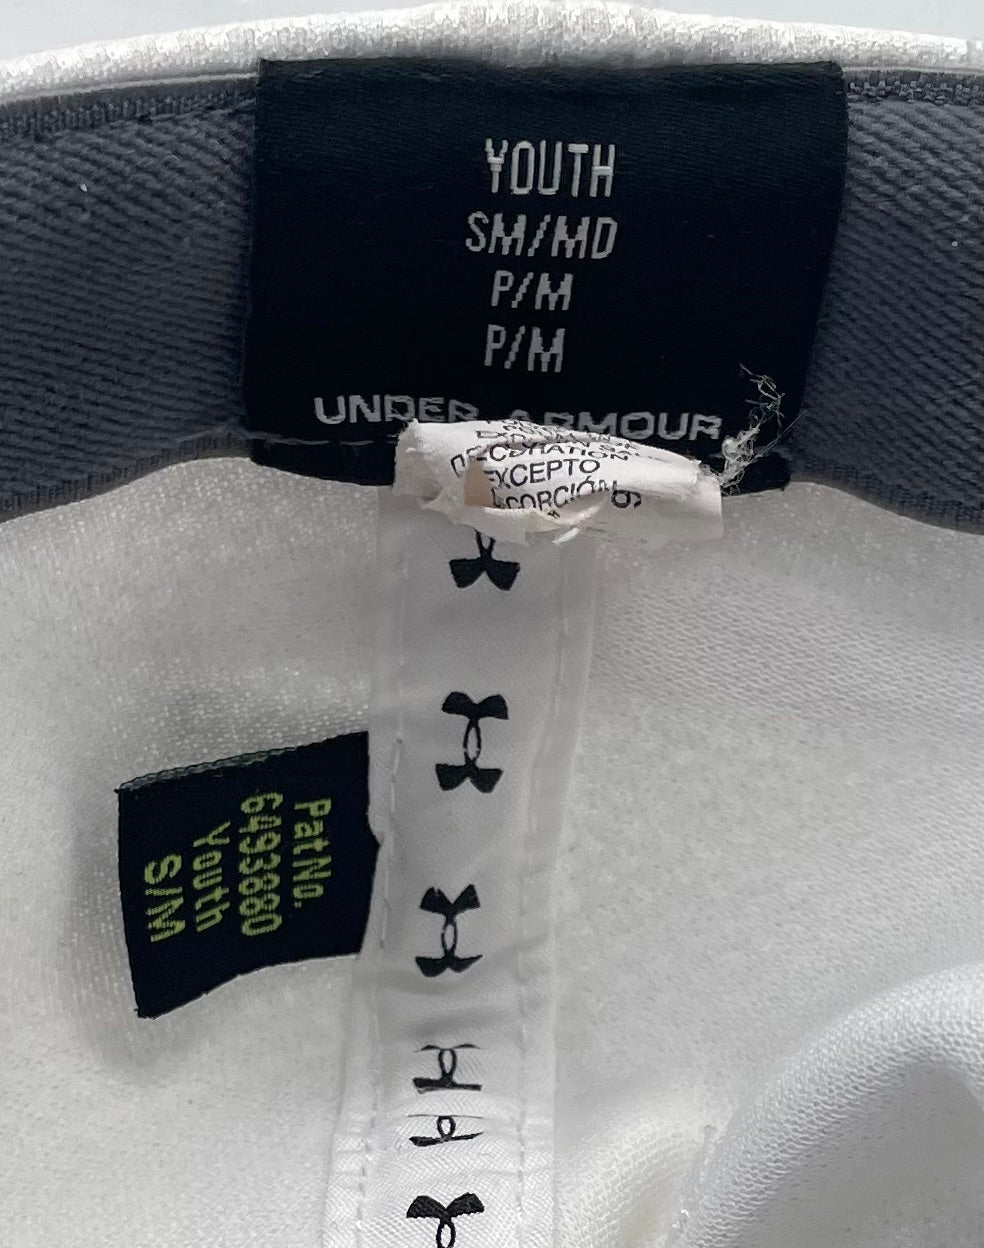 YOUTH
SM/MD
P/M
P/M
UNDER ARMOUR
EXCEPTO
PatNo.
6493880
Youth
S/M